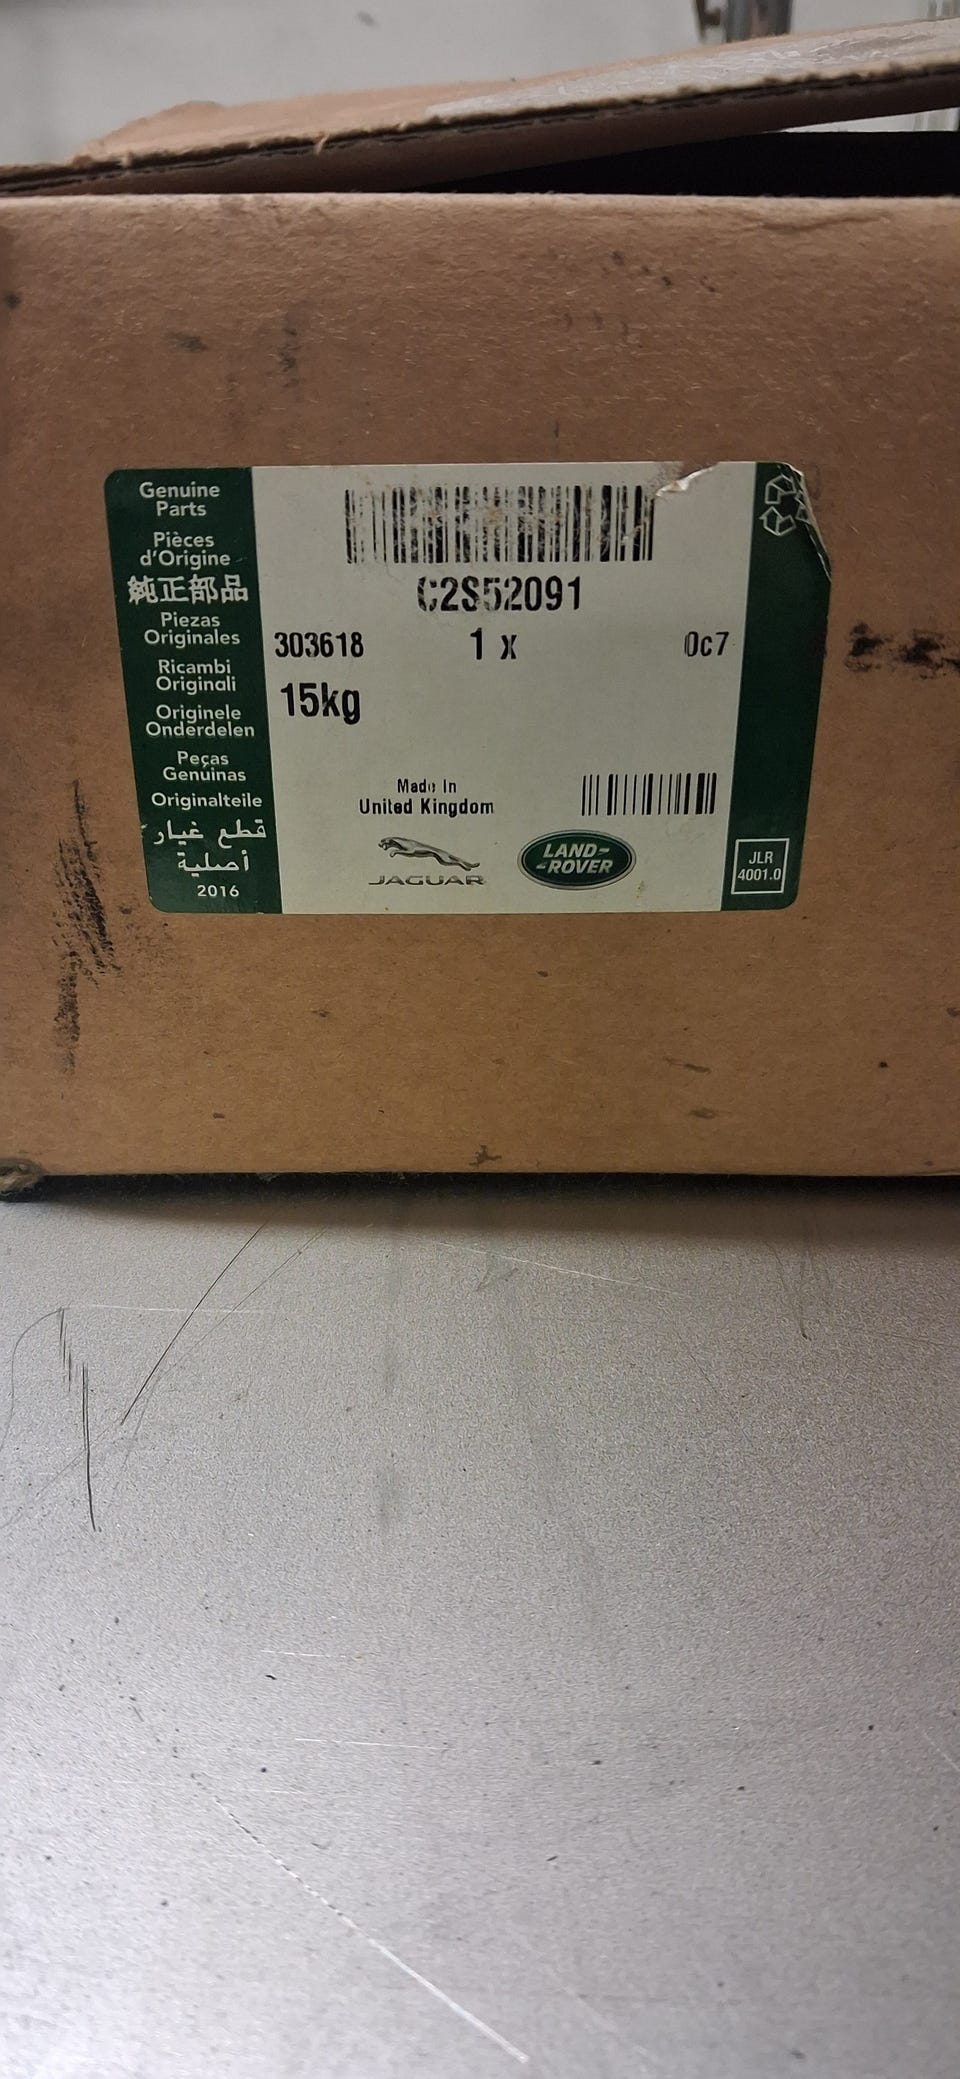 Genuine
Parts
Pièces
d'Origine
純正部品
Piezas
Originales
Ricambi
Originali
Originele
Onderdelen
Peças
Genuinas
Originalteile
قطع غيار
أصلية
2016
C2S52091
303618 1 x 0c7
15kg
Made In
United Kingdom
JAGUAR
LAND-
-ROVER
JLR
4001.0